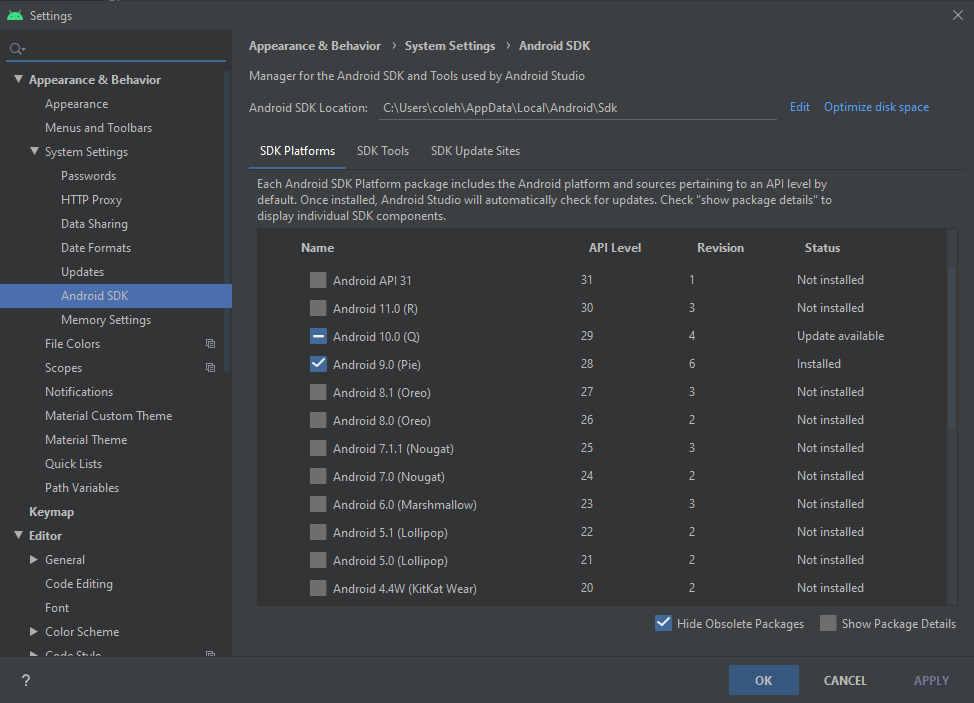 Settings
Appearance & Behavior
Appearance
Menus and Toolbars
System Settings
Passwords
HTTP Proxy
Data Sharing
Date Formats
Updates
Android SDK
Memory Settings
File Colors
Scopes
Notifications
Material Custom Theme
Material Theme
Quick Lists
Path Variables
Keymap
Editor
General
Code Editing
Font
Color Scheme
Code Style
Appearance & Behavior › System Settings › Android SDK
Manager for the Android SDK and Tools used by Android Studio
Android SDK Location: C:\Users\coleh\AppData\Local\Android\Sdk Edit Optimize disk space
SDK Platforms SDK Tools SDK Update Sites
Each Android SDK Platform package includes the Android platform and sources pertaining to an API level by
default. Once installed, Android Studio will automatically check for updates. Check "show package details" to
display individual SDK components.
Name API Level Revision Status
Android API 31 31 1 Not installed
Android 11.0 (R) 30 3 Not installed
Android 10.0 (Q) 29 4 Update available
Android 9.0 (Pie) 28 6 Installed
Android 8.1 (Oreo) 27 3 Not installed
Android 8.0 (Oreo) 26 2 Not installed
Android 7.1.1 (Nougat) 25 3 Not installed
Android 7.0 (Nougat) 24 2 Not installed
Android 6.0 (Marshmallow) 23 3 Not installed
Android 5.1 (Lollipop) 22 2 Not installed
Android 5.0 (Lollipop) 21 2 Not installed
Android 4.4W (KitKat Wear) 20 2 Not installed
Hide Obsolete Packages Show Package Details
? OK CANCEL APPLY